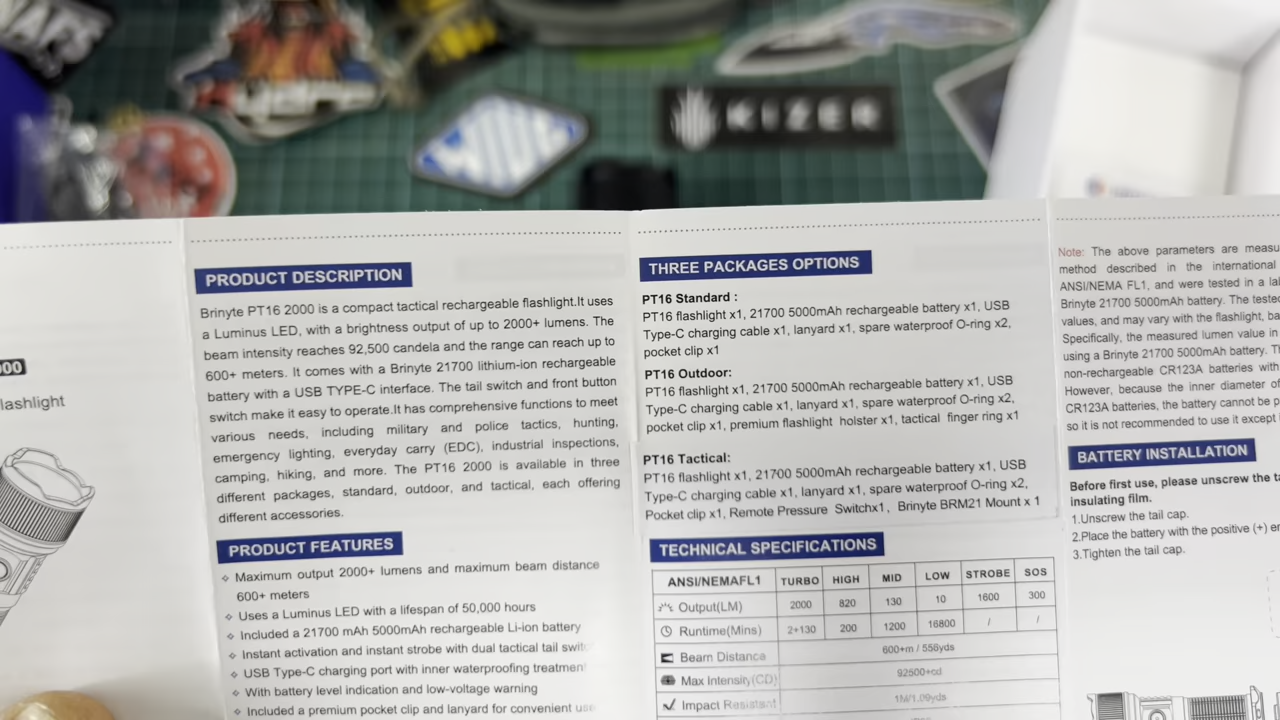 KIZER
000
lashlight
PRODUCT DESCRIPTION
Brinyte PT16 2000 is a compact tactical rechargeable flashlight.It uses
a Luminus LED, with a brightness output of up to 2000+ lumens. The
beam intensity reaches 92,500 candela and the range can reach up to
600+ meters. It comes with a Brinyte 21700 lithium-ion rechargeable
battery with a USB TYPE-C interface. The tail switch and front button
switch make it easy to operate.It has comprehensive functions to meet
various needs, including military and police tactics, hunting,
emergency lighting, everyday carry (EDC), industrial inspections,
camping, hiking, and more. The PT16 2000 is available in three
different packages, standard, outdoor, and tactical, each offering
different accessories.
PRODUCT FEATURES
Maximum output 2000+ lumens and maximum beam distance
600+ meters
Uses a Luminus LED with a lifespan of 50,000 hours
Included a 21700 mAh 5000mAh rechargeable Li-ion battery
Instant activation and instant strobe with dual tactical tail switc
USB Type-C charging port with inner waterproofing treatment
With battery level indication and low-voltage warning
Included a premium pocket clip and lanyard for convenient use
THREE PACKAGES OPTIONS
PT16 Standard :
PT16 flashlight x1, 21700 5000mAh rechargeable battery x1, USB
Type-C charging cable x1, lanyard x1, spare waterproof O-ring x2,
pocket clip x1
PT16 Outdoor:
PT16 flashlight x1, 21700 5000mAh rechargeable battery x1, USB
Type-C charging cable x1, lanyard x1, spare waterproof O-ring x2,
pocket clip x1, premium flashlight holster x1, tactical finger ring x1
PT16 Tactical:
PT16 flashlight x1, 21700 5000mAh rechargeable battery x1, USB
Type-C charging cable x1, lanyard x1, spare waterproof O-ring x2,
Pocket clip x1, Remote Pressure Switchx1, Brinyte BRM21 Mount x 1
TECHNICAL SPECIFICATIONS
ANSI/NEMAFL1 TURBO HIGH MID LOW STROBE SOS
Output(LM) 2000 820 130 10 1600 300
Runtime(Mins) 2+130 200 1200 16800 / /
Beam Distance 600+m / 558yds
Max Intensity(CD) 92500+cd
Impact Resistant 1M/1.09yds
Note: The above parameters are measu
method described in the international
ANSI/NEMA FL1, and were tested in a la
Brinyte 21700 5000mAh battery. The teste
values, and may vary with the flashlight, ba
Specifically, the measured lumen value in
using a Brinyte 21700 5000mAh battery. Th
non-rechargeable CR123A batteries with
However, because the inner diameter of
CR123A batteries, the battery cannot be p
so it is not recommended to use it except
BATTERY INSTALLATION
Before first use, please unscrew the ta
insulating film.
1.Unscrew the tail cap.
2.Place the battery with the positive (+) en
3.Tighten the tail cap.